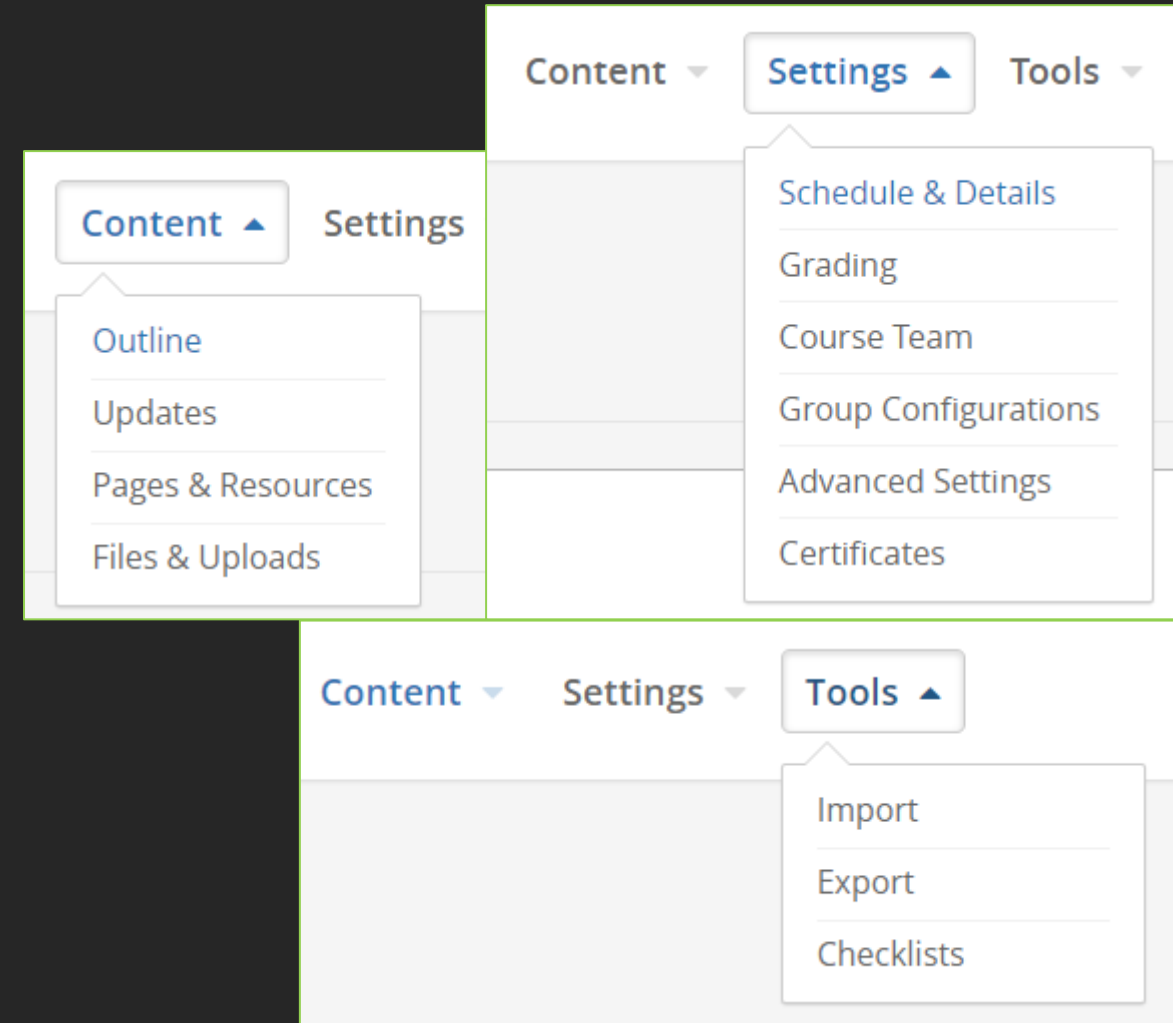 Content Settings
Outline
Updates
Pages & Resources
Files & Uploads
Content Settings Tools
Schedule & Details
Grading
Course Team
Group Configurations
Advanced Settings
Certificates
Content Settings Tools
Import
Export
Checklists